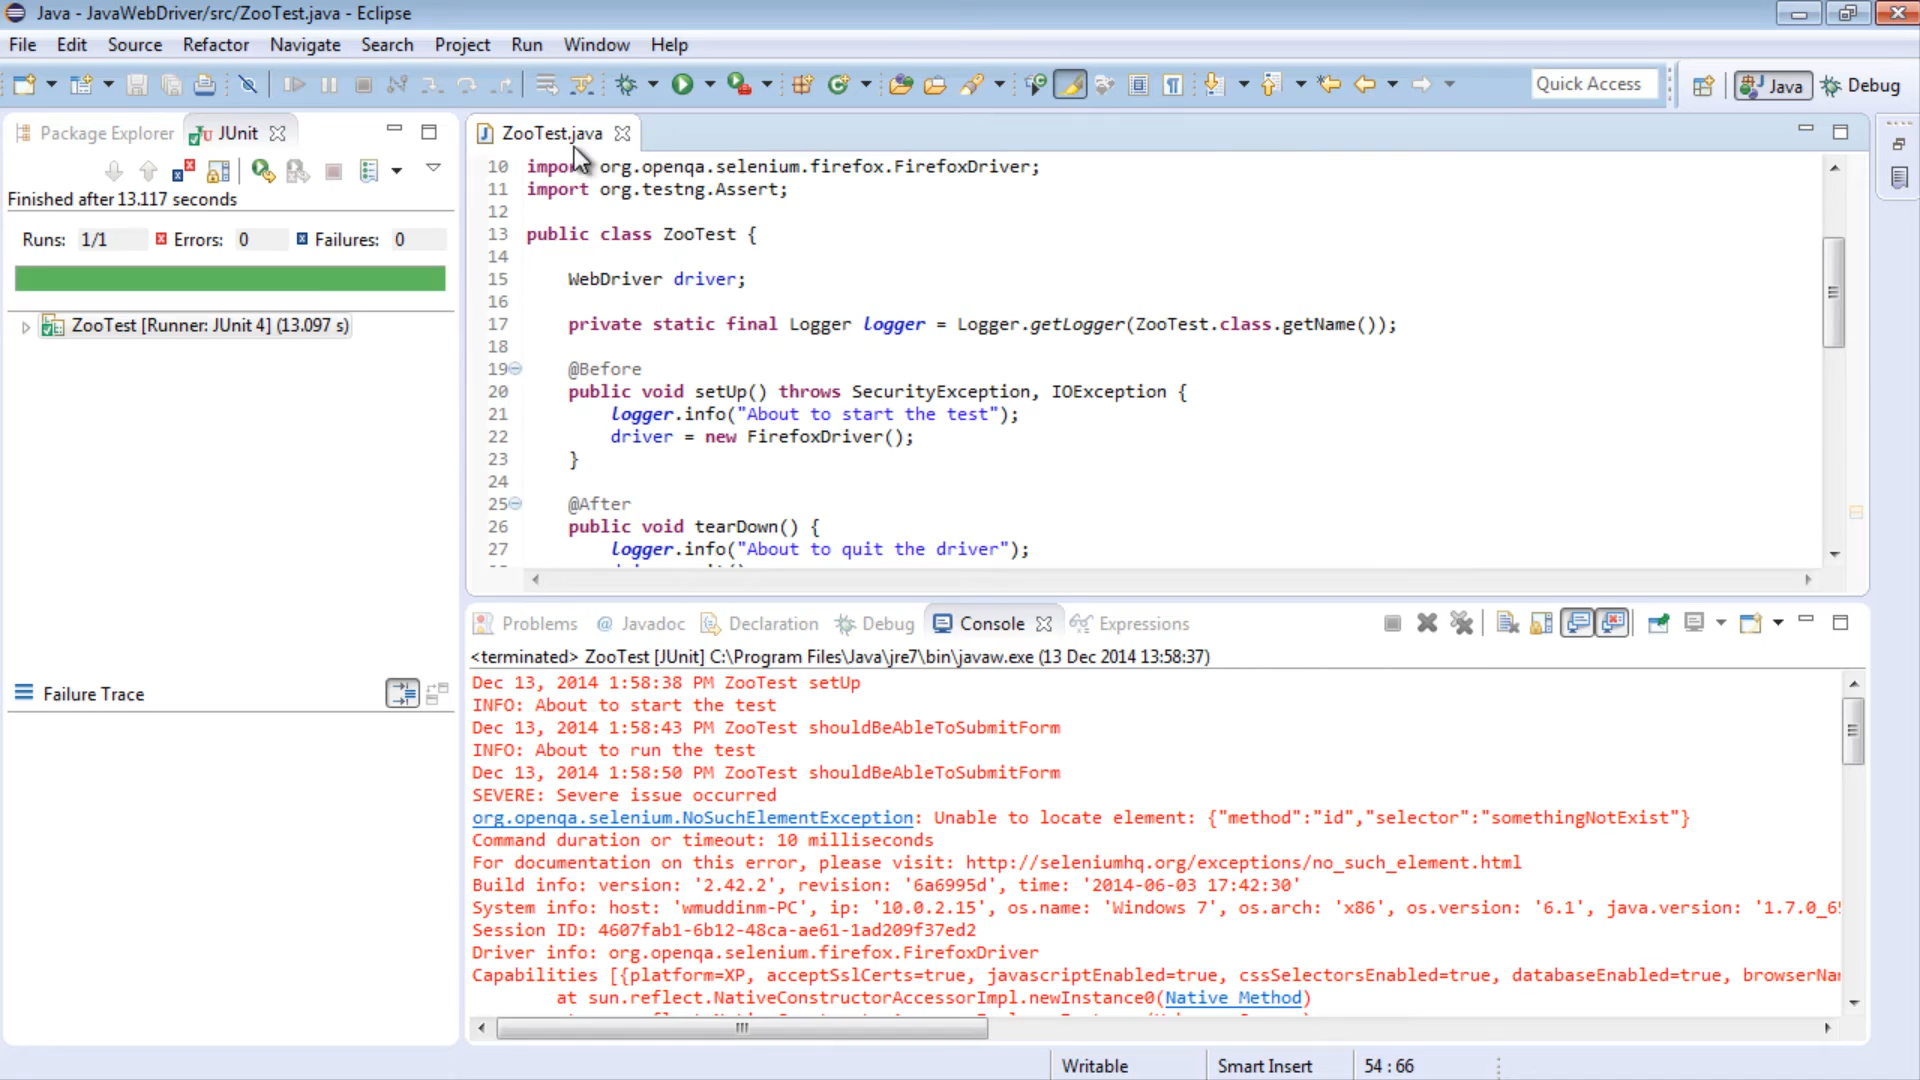 Java - JavaWebDriver/src/ZooTest.java - Eclipse
File Edit Source Refactor Navigate Search Project Run Window Help
Quick Access Java Debug
Package Explorer JUnit
Finished after 13.117 seconds
Runs: 1/1 Errors: 0 Failures: 0
ZooTest [Runner: JUnit 4] (13.097 s)
Failure Trace
ZooTest.java
10 import org.openqa.selenium.firefox.FirefoxDriver;
11 import org.testng.Assert;
12
13 public class ZooTest {
14
15 WebDriver driver;
16
17 private static final Logger logger = Logger.getLogger(ZooTest.class.getName());
18
19 @Before
20 public void setUp() throws SecurityException, IOException {
21 logger.info("About to start the test");
22 driver = new FirefoxDriver();
23 }
24
25 @After
26 public void tearDown() {
27 logger.info("About to quit the driver");
Problems Javadoc Declaration Debug Console Expressions
<terminated> ZooTest [JUnit] C:\Program Files\Java\jre7\bin\javaw.exe (13 Dec 2014 13:58:37)
Dec 13, 2014 1:58:38 PM ZooTest setUp
INFO: About to start the test
Dec 13, 2014 1:58:43 PM ZooTest shouldBeAbleToSubmitForm
INFO: About to run the test
Dec 13, 2014 1:58:50 PM ZooTest shouldBeAbleToSubmitForm
SEVERE: Severe issue occurred
org.openqa.selenium.NoSuchElementException: Unable to locate element: {"method":"id","selector":"somethingNotExist"}
Command duration or timeout: 10 milliseconds
For documentation on this error, please visit: http://seleniumhq.org/exceptions/no_such_element.html
Build info: version: '2.42.2', revision: '6a6995d', time: '2014-06-03 17:42:30'
System info: host: 'wmuddinm-PC', ip: '10.0.2.15', os.name: 'Windows 7', os.arch: 'x86', os.version: '6.1', java.version: '1.7.0_6
Session ID: 4607fab1-6b12-48ca-ae61-1ad209f37ed2
Driver info: org.openqa.selenium.firefox.FirefoxDriver
Capabilities [{platform=XP, acceptSslCerts=true, javascriptEnabled=true, cssSelectorsEnabled=true, databaseEnabled=true, browserNa
at sun.reflect.NativeConstructorAccessorImpl.newInstance0(Native Method)
Writable Smart Insert 54 : 66